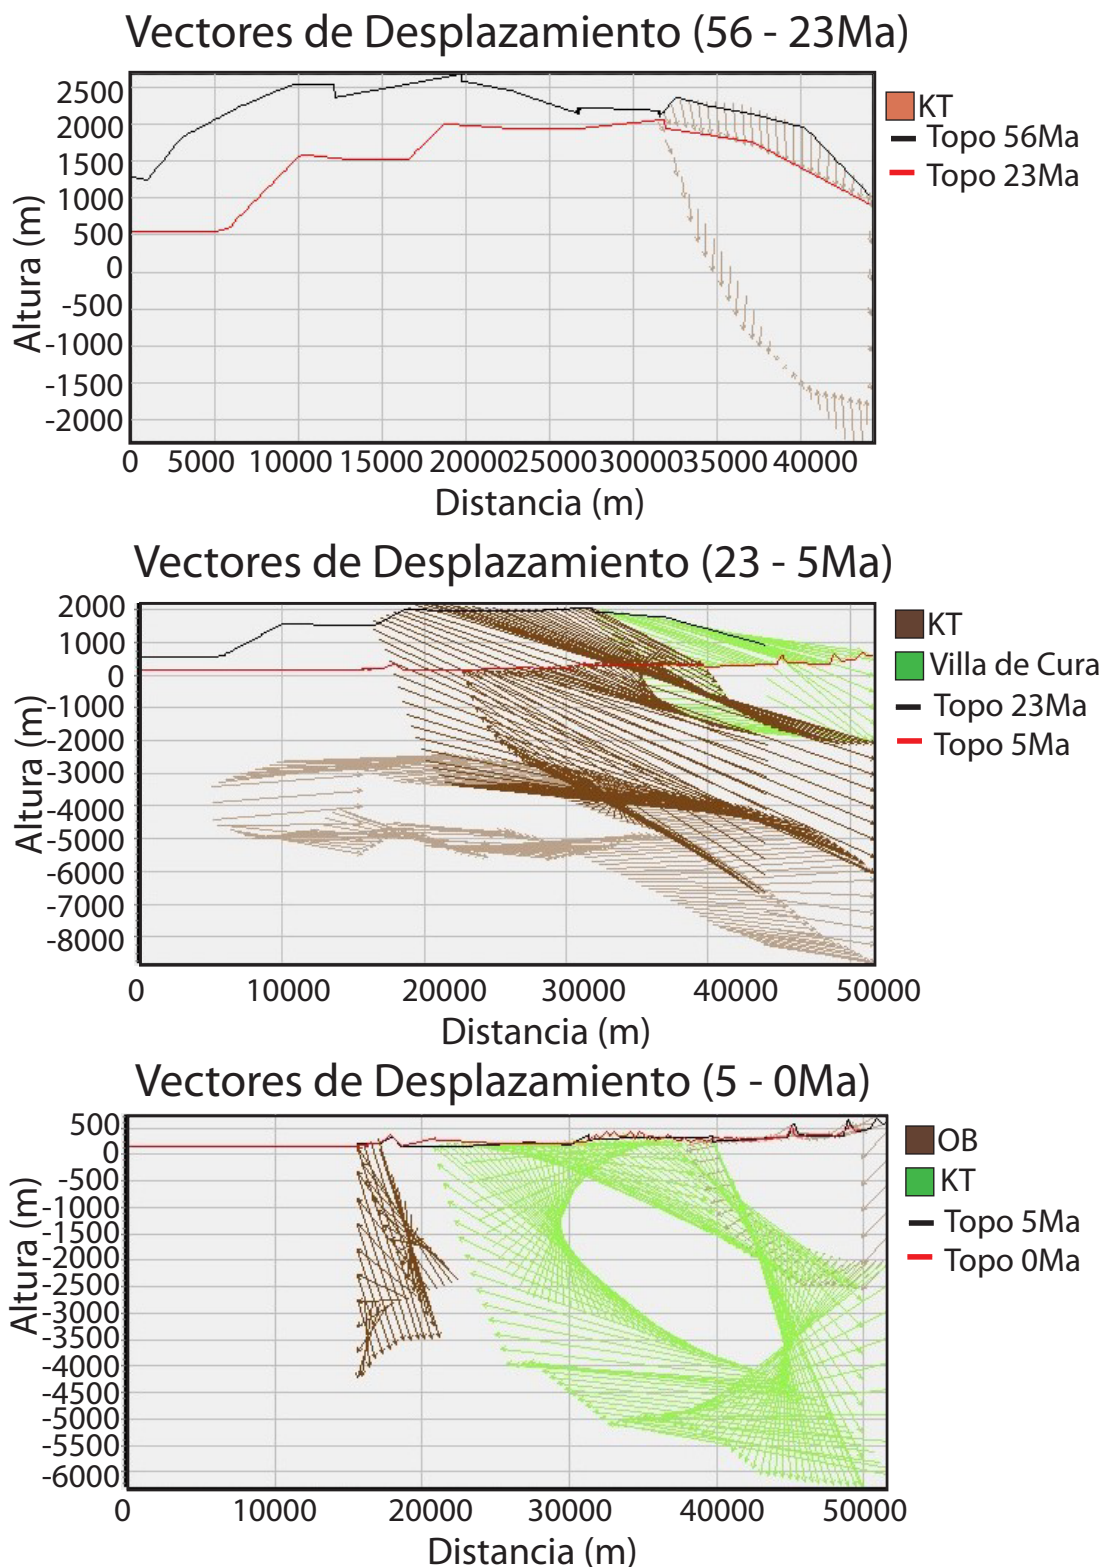 Vectores de Desplazamiento (56 - 23Ma)
2500
2000
1500
1000
500
0
-500
-1000
-1500
-2000
Altura (m)
0 5000 10000 15000 20000 25000 30000 35000 40000
Distancia (m)
KT
Topo 56Ma
Topo 23Ma
Vectores de Desplazamiento (23 - 5Ma)
2000
1000
0
-1000
-2000
-3000
-4000
-5000
-6000
-7000
-8000
Altura (m)
0 10000 20000 30000 40000 50000
Distancia (m)
KT
Villa de Cura
Topo 23Ma
Topo 5Ma
Vectores de Desplazamiento (5 - 0Ma)
500
0
-500
-1000
-1500
-2000
-2500
-3000
-3500
-4000
-4500
-5000
-5500
-6000
Altura (m)
0 10000 20000 30000 40000 50000
Distancia (m)
OB
KT
Topo 5Ma
Topo 0Ma